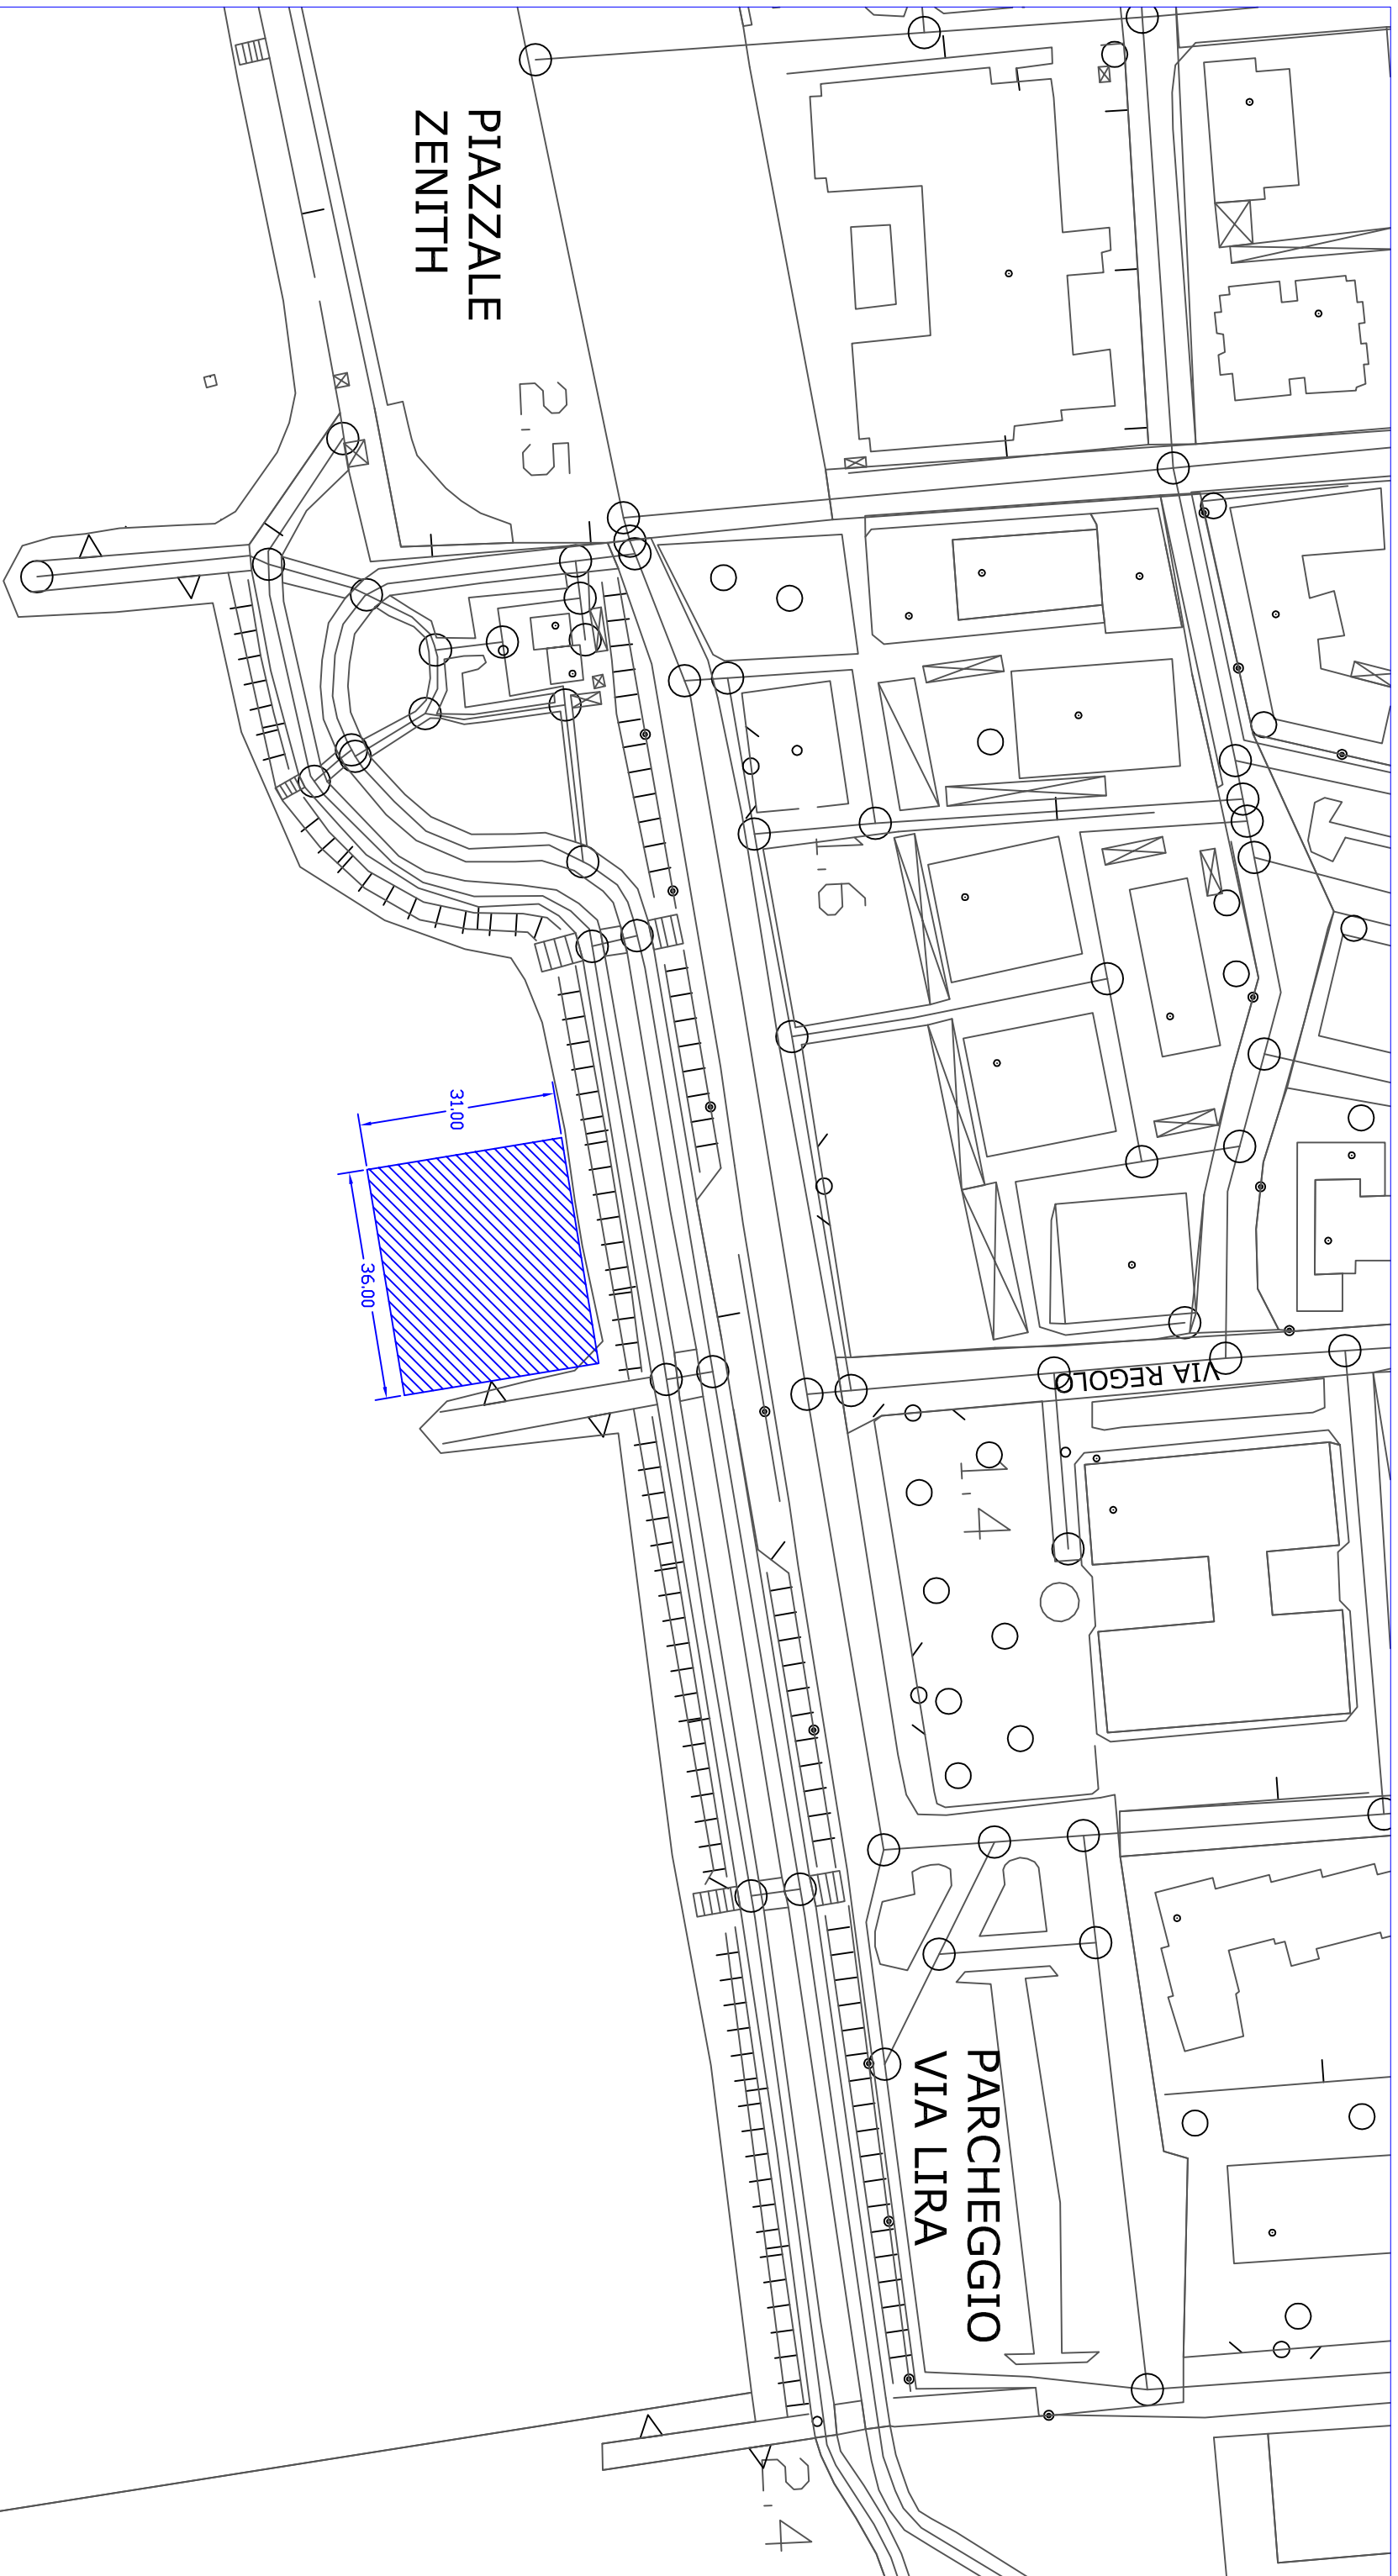 PIAZZALE
ZENITH
2.5
1.6
31.00
36.00
VIA REGOLO
1.4
PARCHEGGIO
VIA LIRA
2.4